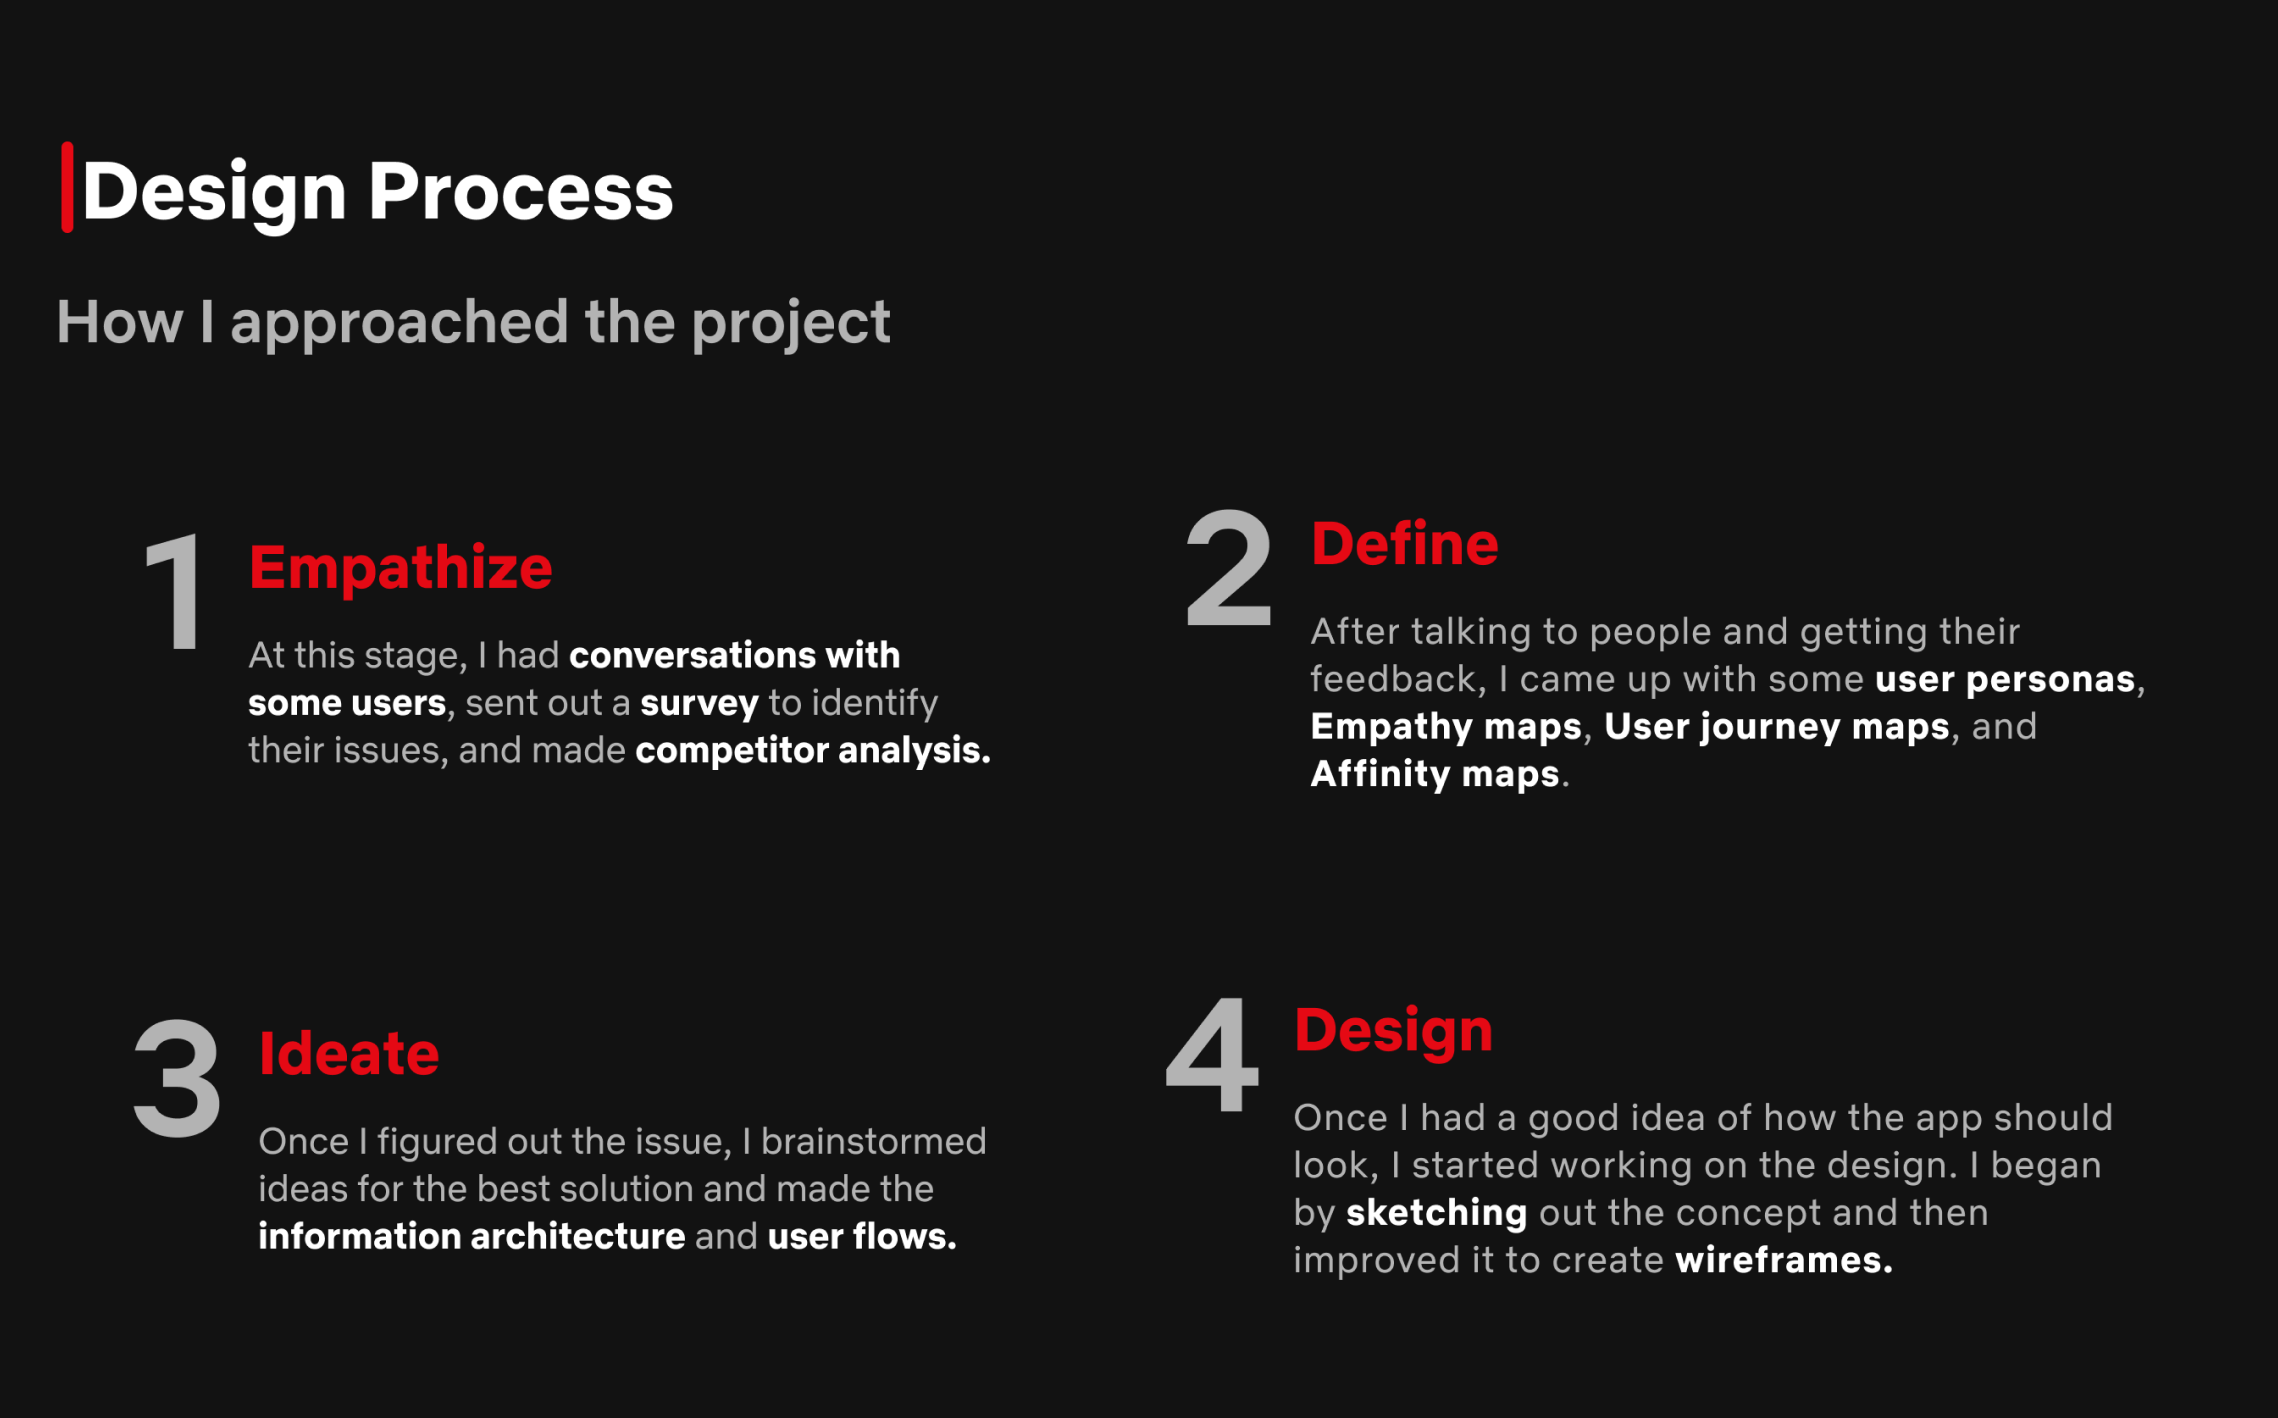 Design Process
How I approached the project
1
Empathize
At this stage, I had conversations with
some users, sent out a survey to identify
their issues, and made competitor analysis.
2
Define
After talking to people and getting their
feedback, I came up with some user personas,
Empathy maps, User journey maps, and
Affinity maps.
3
Ideate
Once I figured out the issue, I brainstormed
ideas for the best solution and made the
information architecture and user flows.
4
Design
Once I had a good idea of how the app should
look, I started working on the design. I began
by sketching out the concept and then
improved it to create wireframes.